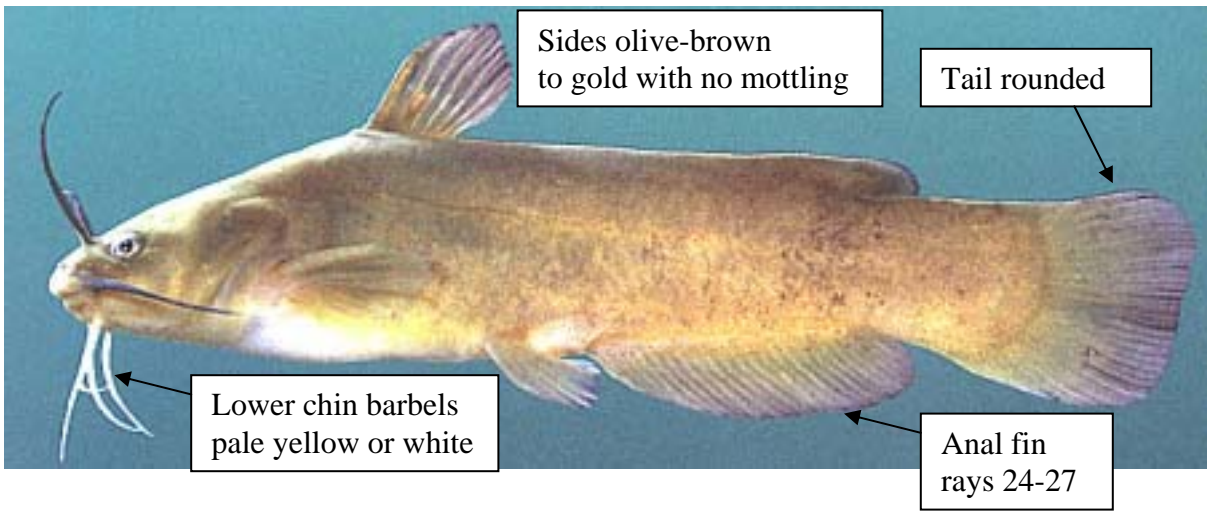 Sides olive-brown
to gold with no mottling
Tail rounded
Lower chin barbels
pale yellow or white
Anal fin
rays 24-27